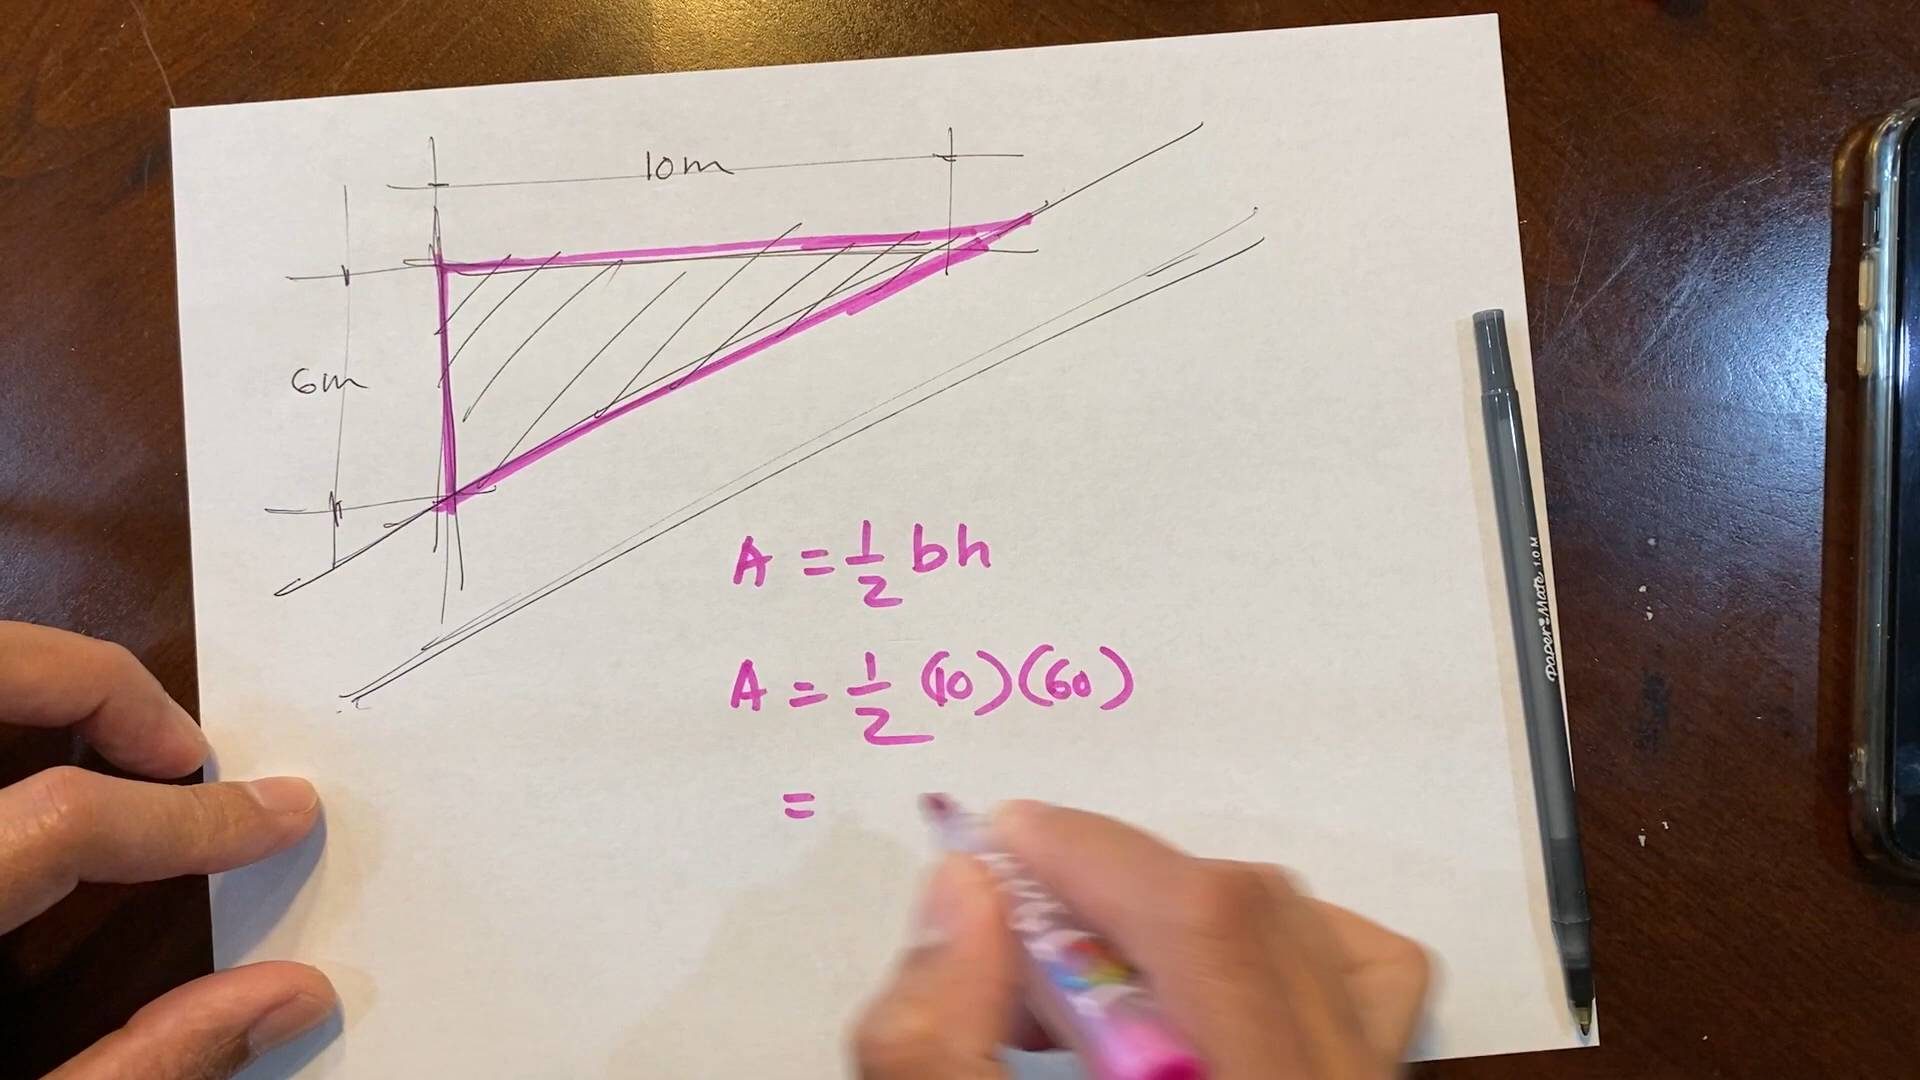 10m
6m
A = 1/2 bh
A = 1/2 (10)(60)
=
Paper:Mate 1.0 M